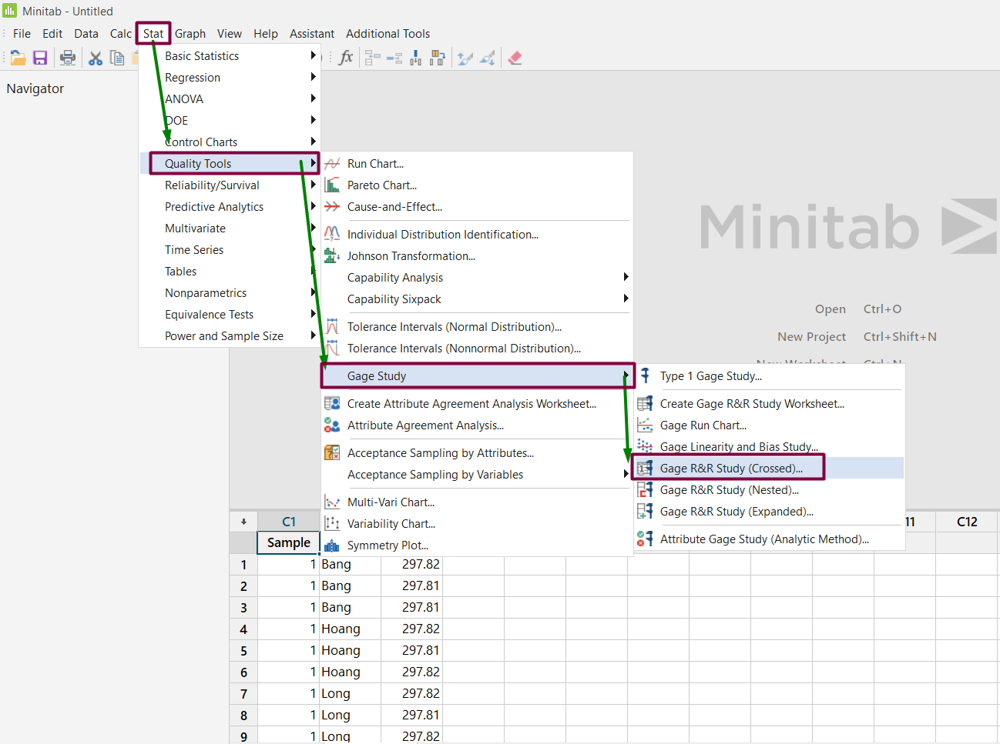 Minitab - Untitled
File Edit Data Calc Stat Graph View Help Assistant Additional Tools
fx
Navigator
Basic Statistics
Regression
ANOVA
DOE
Control Charts
Quality Tools
Reliability/Survival
Predictive Analytics
Multivariate
Time Series
Tables
Nonparametrics
Equivalence Tests
Power and Sample Size
Run Chart...
Pareto Chart...
Cause-and-Effect...
Individual Distribution Identification...
Johnson Transformation...
Capability Analysis
Capability Sixpack
Tolerance Intervals (Normal Distribution)...
Tolerance Intervals (Nonnormal Distribution)...
Gage Study
Create Attribute Agreement Analysis Worksheet...
Attribute Agreement Analysis...
Acceptance Sampling by Attributes...
Acceptance Sampling by Variables
Multi-Vari Chart...
Variability Chart...
Symmetry Plot...
Minitab
Open Ctrl+O
New Project Ctrl+Shift+N
New Worksheet Ctrl+N
Type 1 Gage Study...
Create Gage R&R Study Worksheet...
Gage Run Chart...
Gage Linearity and Bias Study...
Gage R&R Study (Crossed)...
Gage R&R Study (Nested)...
Gage R&R Study (Expanded)...
Attribute Gage Study (Analytic Method)...
C1 11 C12
Sample
1 1 Bang 297.82
2 1 Bang 297.81
3 1 Bang 297.81
4 1 Hoang 297.82
5 1 Hoang 297.81
6 1 Hoang 297.82
7 1 Long 297.82
8 1 Long 297.81
9 1 Long 297.82